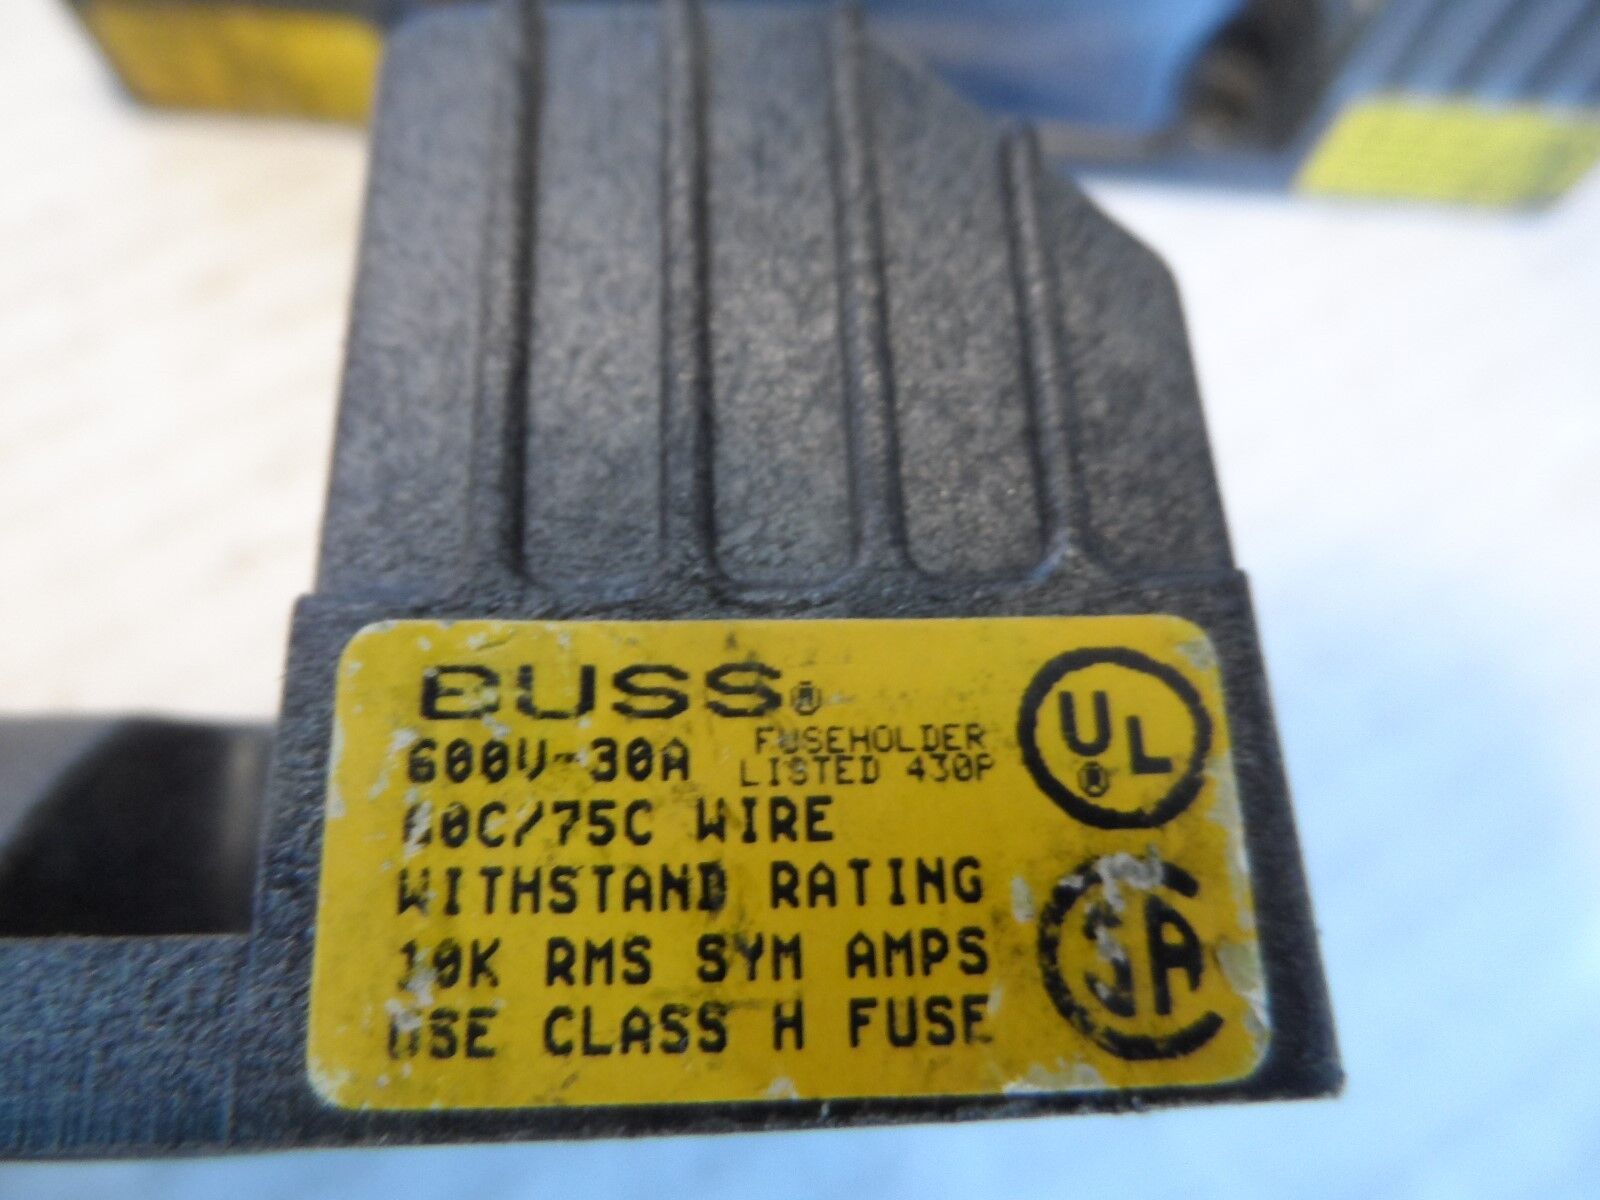 BUSS®
600V~30A FUSEHOLDER LISTED 430P
60C/75C WIRE
WITHSTAND RATING
10K RMS SYM AMPS
USE CLASS H FUSE
UL®
SA